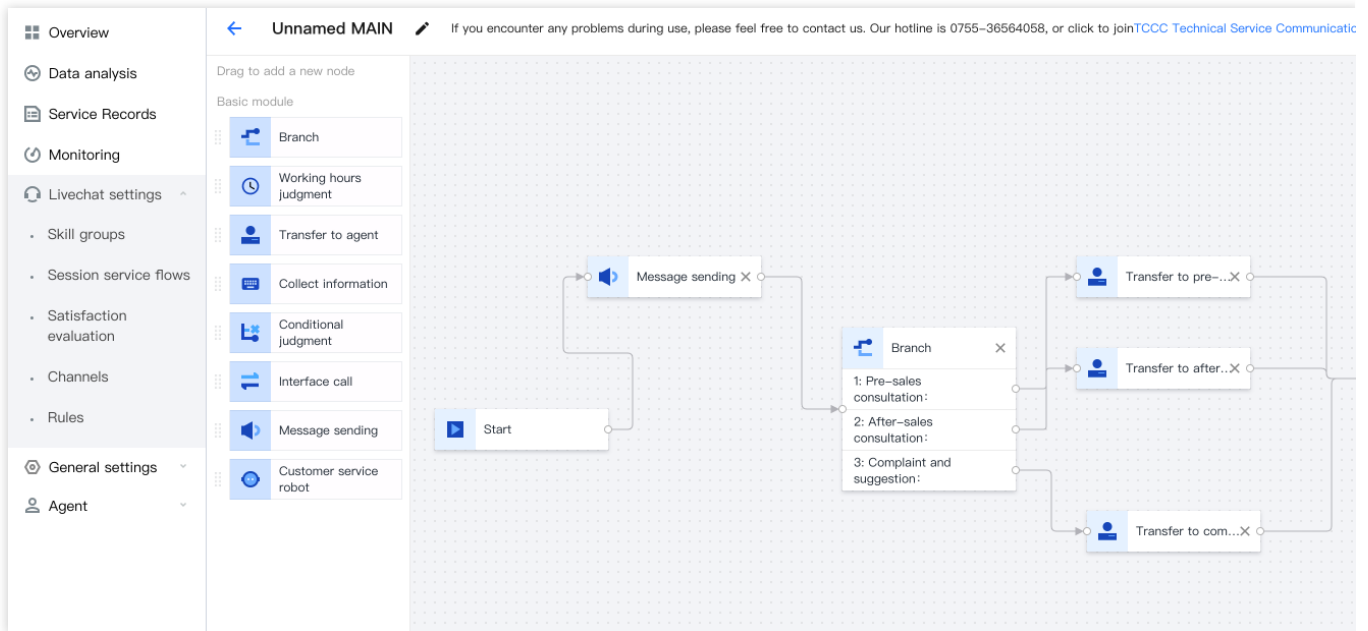 Overview
Data analysis
Service Records
Monitoring
Livechat settings
Skill groups
Session service flows
Satisfaction
evaluation
Channels
Rules
General settings
Agent
Unnamed MAIN
If you encounter any problems during use, please feel free to contact us. Our hotline is 0755-36564058, or click to joinTCCC Technical Service Communicatio
Drag to add a new node
Basic module
Branch
Working hours
judgment
Transfer to agent
Collect information
Conditional
judgment
Interface call
Message sending
Customer service
robot
Start
Message sending
Branch
1: Pre-sales
consultation:
2: After-sales
consultation:
3: Complaint and
suggestion:
Transfer to pre-...
Transfer to after...
Transfer to com...